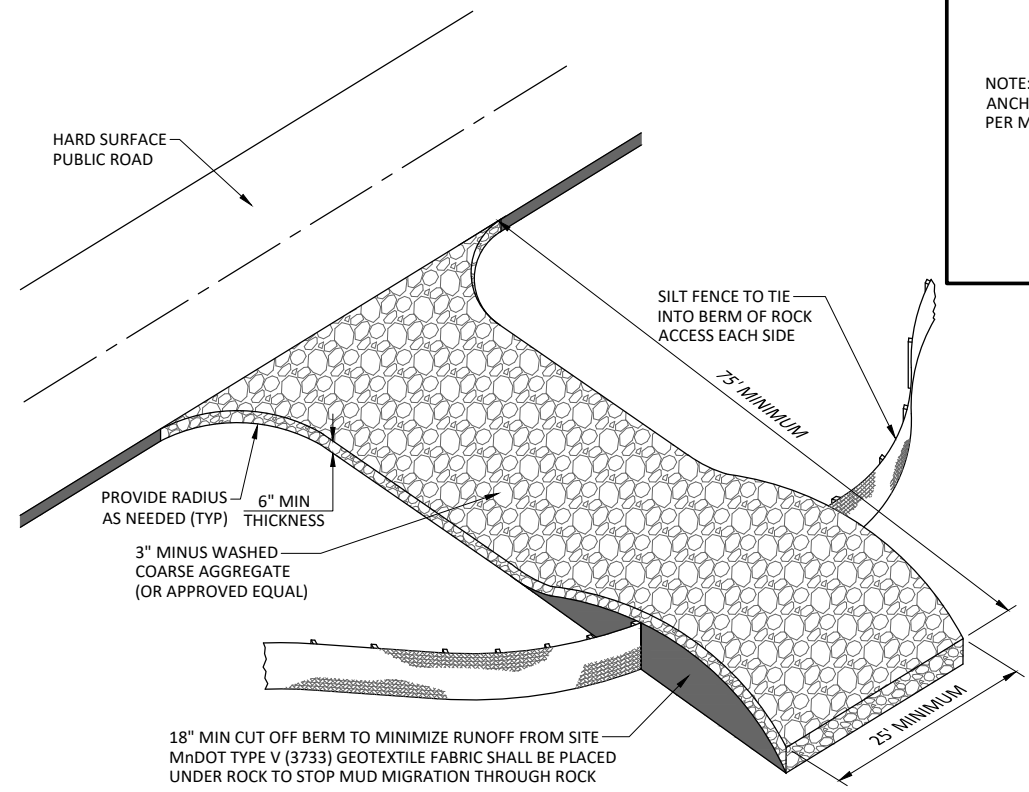 NOTE:
ANCH
PER M
HARD SURFACE
PUBLIC ROAD
SILT FENCE TO TIE
INTO BERM OF ROCK
ACCESS EACH SIDE
75' MINIMUM
PROVIDE RADIUS
AS NEEDED (TYP)
6" MIN
THICKNESS
3" MINUS WASHED
COARSE AGGREGATE
(OR APPROVED EQUAL)
25' MINIMUM
18" MIN CUT OFF BERM TO MINIMIZE RUNOFF FROM SITE
MnDOT TYPE V (3733) GEOTEXTILE FABRIC SHALL BE PLACED
UNDER ROCK TO STOP MUD MIGRATION THROUGH ROCK